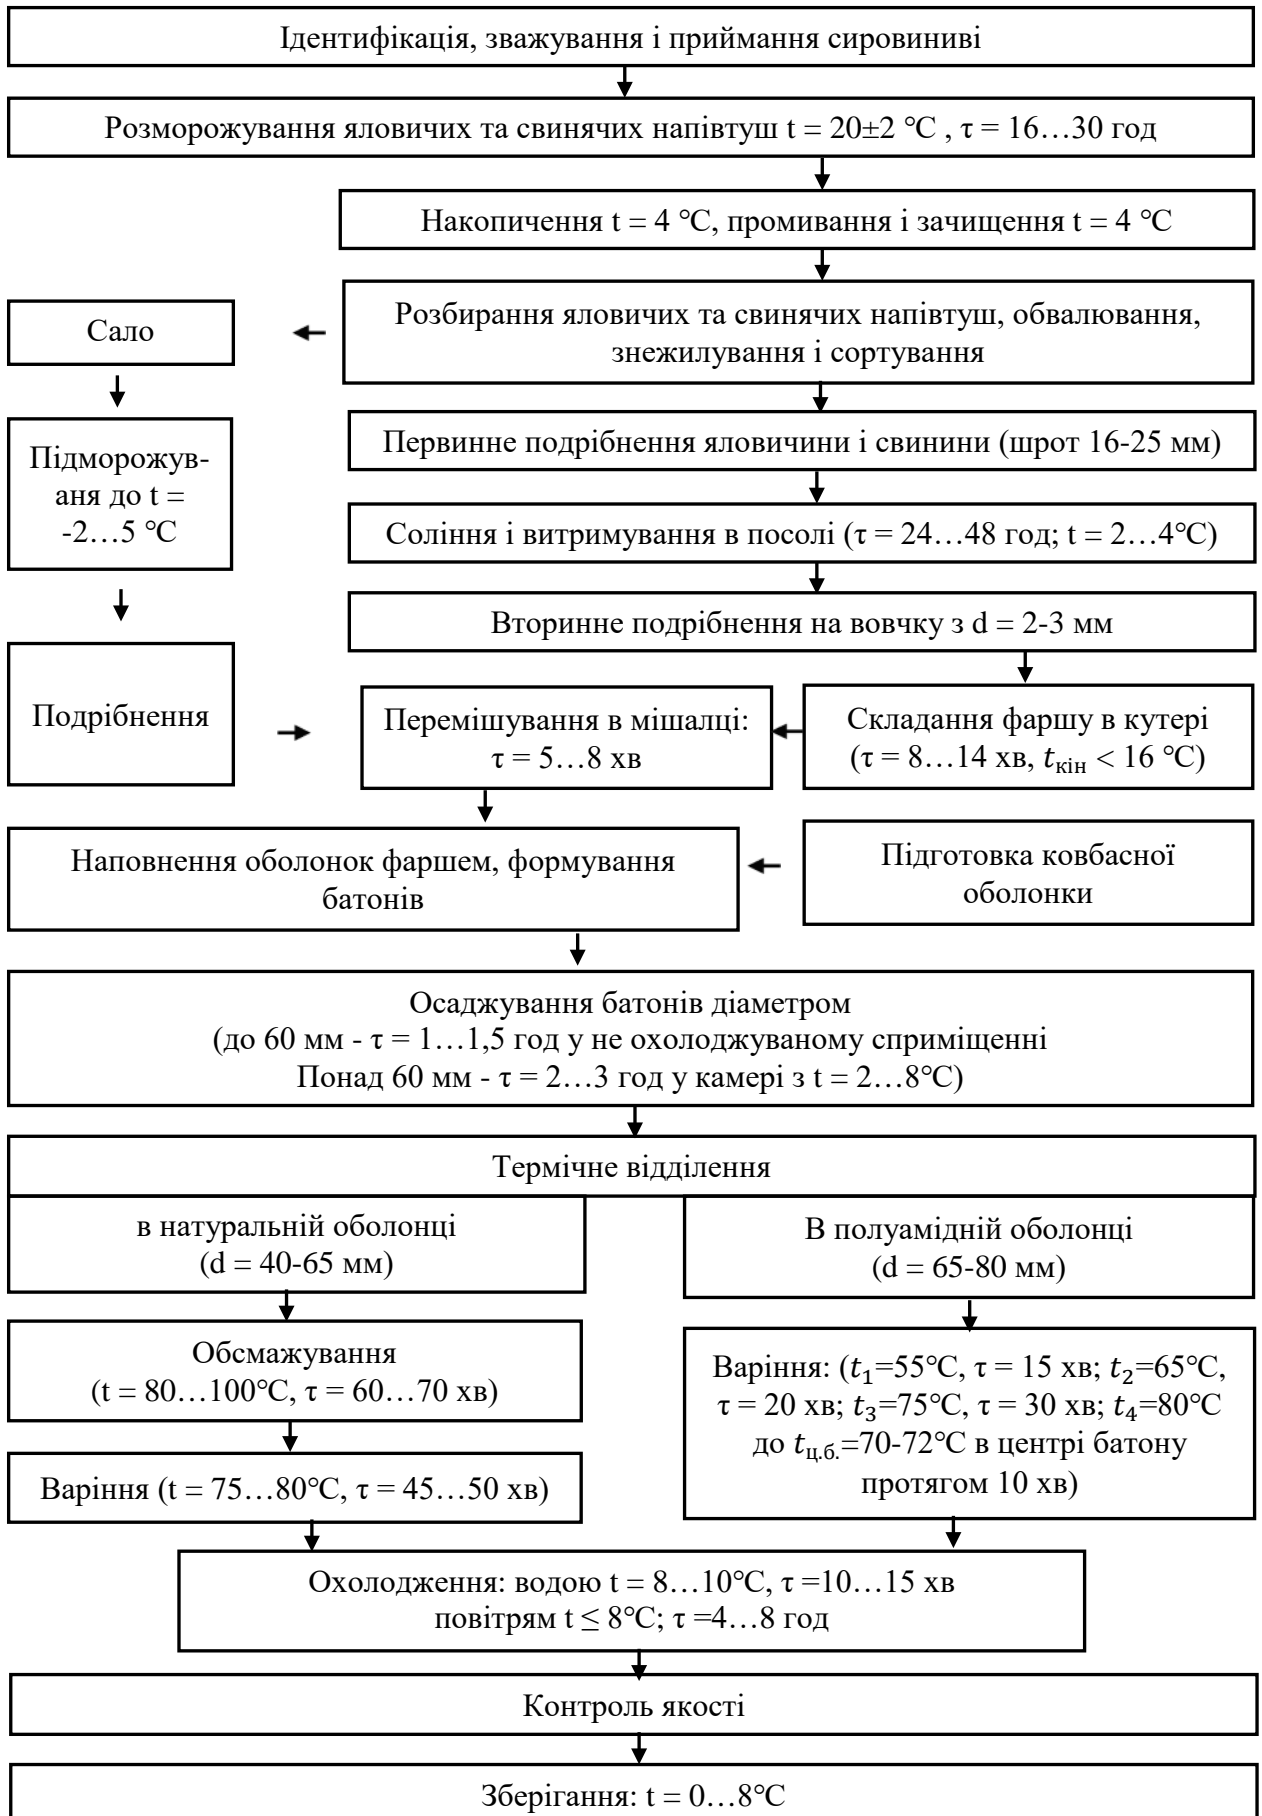 Ідентифікація, зважування і приймання сировиниві
Розморожування яловичих та свинячих напівтуш t = 20±2 ℃ , τ = 16…30 год
Накопичення t = 4 ℃, промивання і зачищення t = 4 ℃
Розбирання яловичих та свинячих напівтуш, обвалювання,
знежилування і сортування
Сало
Первинне подрібнення яловичини і свинини (шрот 16-25 мм)
Підморожув-
аня до t =
-2…5 ℃
Соління і витримування в посолі (τ = 24…48 год; t = 2…4℃)
Вторинне подрібнення на вовчку з d = 2-3 мм
Подрібнення
Перемішування в мішалці:
τ = 5…8 хв
Складання фаршу в кутері
(τ = 8…14 хв, tкін < 16 ℃)
Наповнення оболонок фаршем, формування
батонів
Підготовка ковбасної
оболонки
Осаджування батонів діаметром
(до 60 мм - τ = 1…1,5 год у не охолоджуваному сприміщенні
Понад 60 мм - τ = 2…3 год у камері з t = 2…8℃)
Термічне відділення
в натуральній оболонці
(d = 40-65 мм)
В полуамідній оболонці
(d = 65-80 мм)
Обсмажування
(t = 80…100℃, τ = 60…70 хв)
Варіння (t = 75…80℃, τ = 45…50 хв)
Варіння: (t₁=55℃, τ = 15 хв; t₂=65℃,
τ = 20 хв; t₃=75℃, τ = 30 хв; t₄=80℃
до tц.б.=70-72℃ в центрі батону
протягом 10 хв)
Охолодження: водою t = 8…10℃, τ =10…15 хв
повітрям t ≤ 8℃; τ =4…8 год
Контроль якості
Зберігання: t = 0…8℃